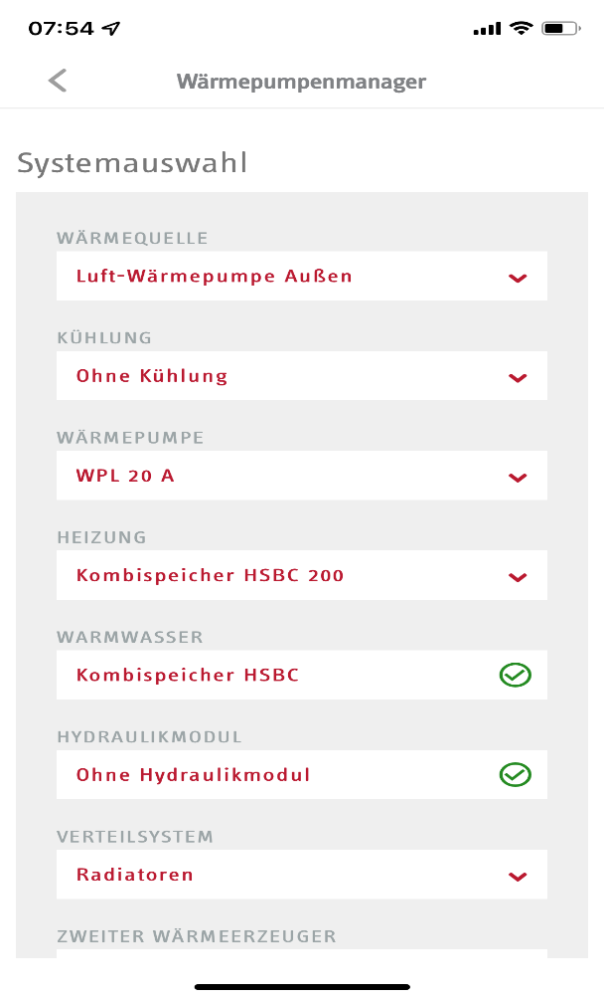 07:54
Wärmepumpenmanager
Systemauswahl
WÄRMEQUELLE
Luft-Wärmepumpe Außen
KÜHLUNG
Ohne Kühlung
WÄRMEPUMPE
WPL 20 A
HEIZUNG
Kombispeicher HSBC 200
WARMWASSER
Kombispeicher HSBC
HYDRAULIKMODUL
Ohne Hydraulikmodul
VERTEILSYSTEM
Radiatoren
ZWEITER WÄRMEERZEUGER